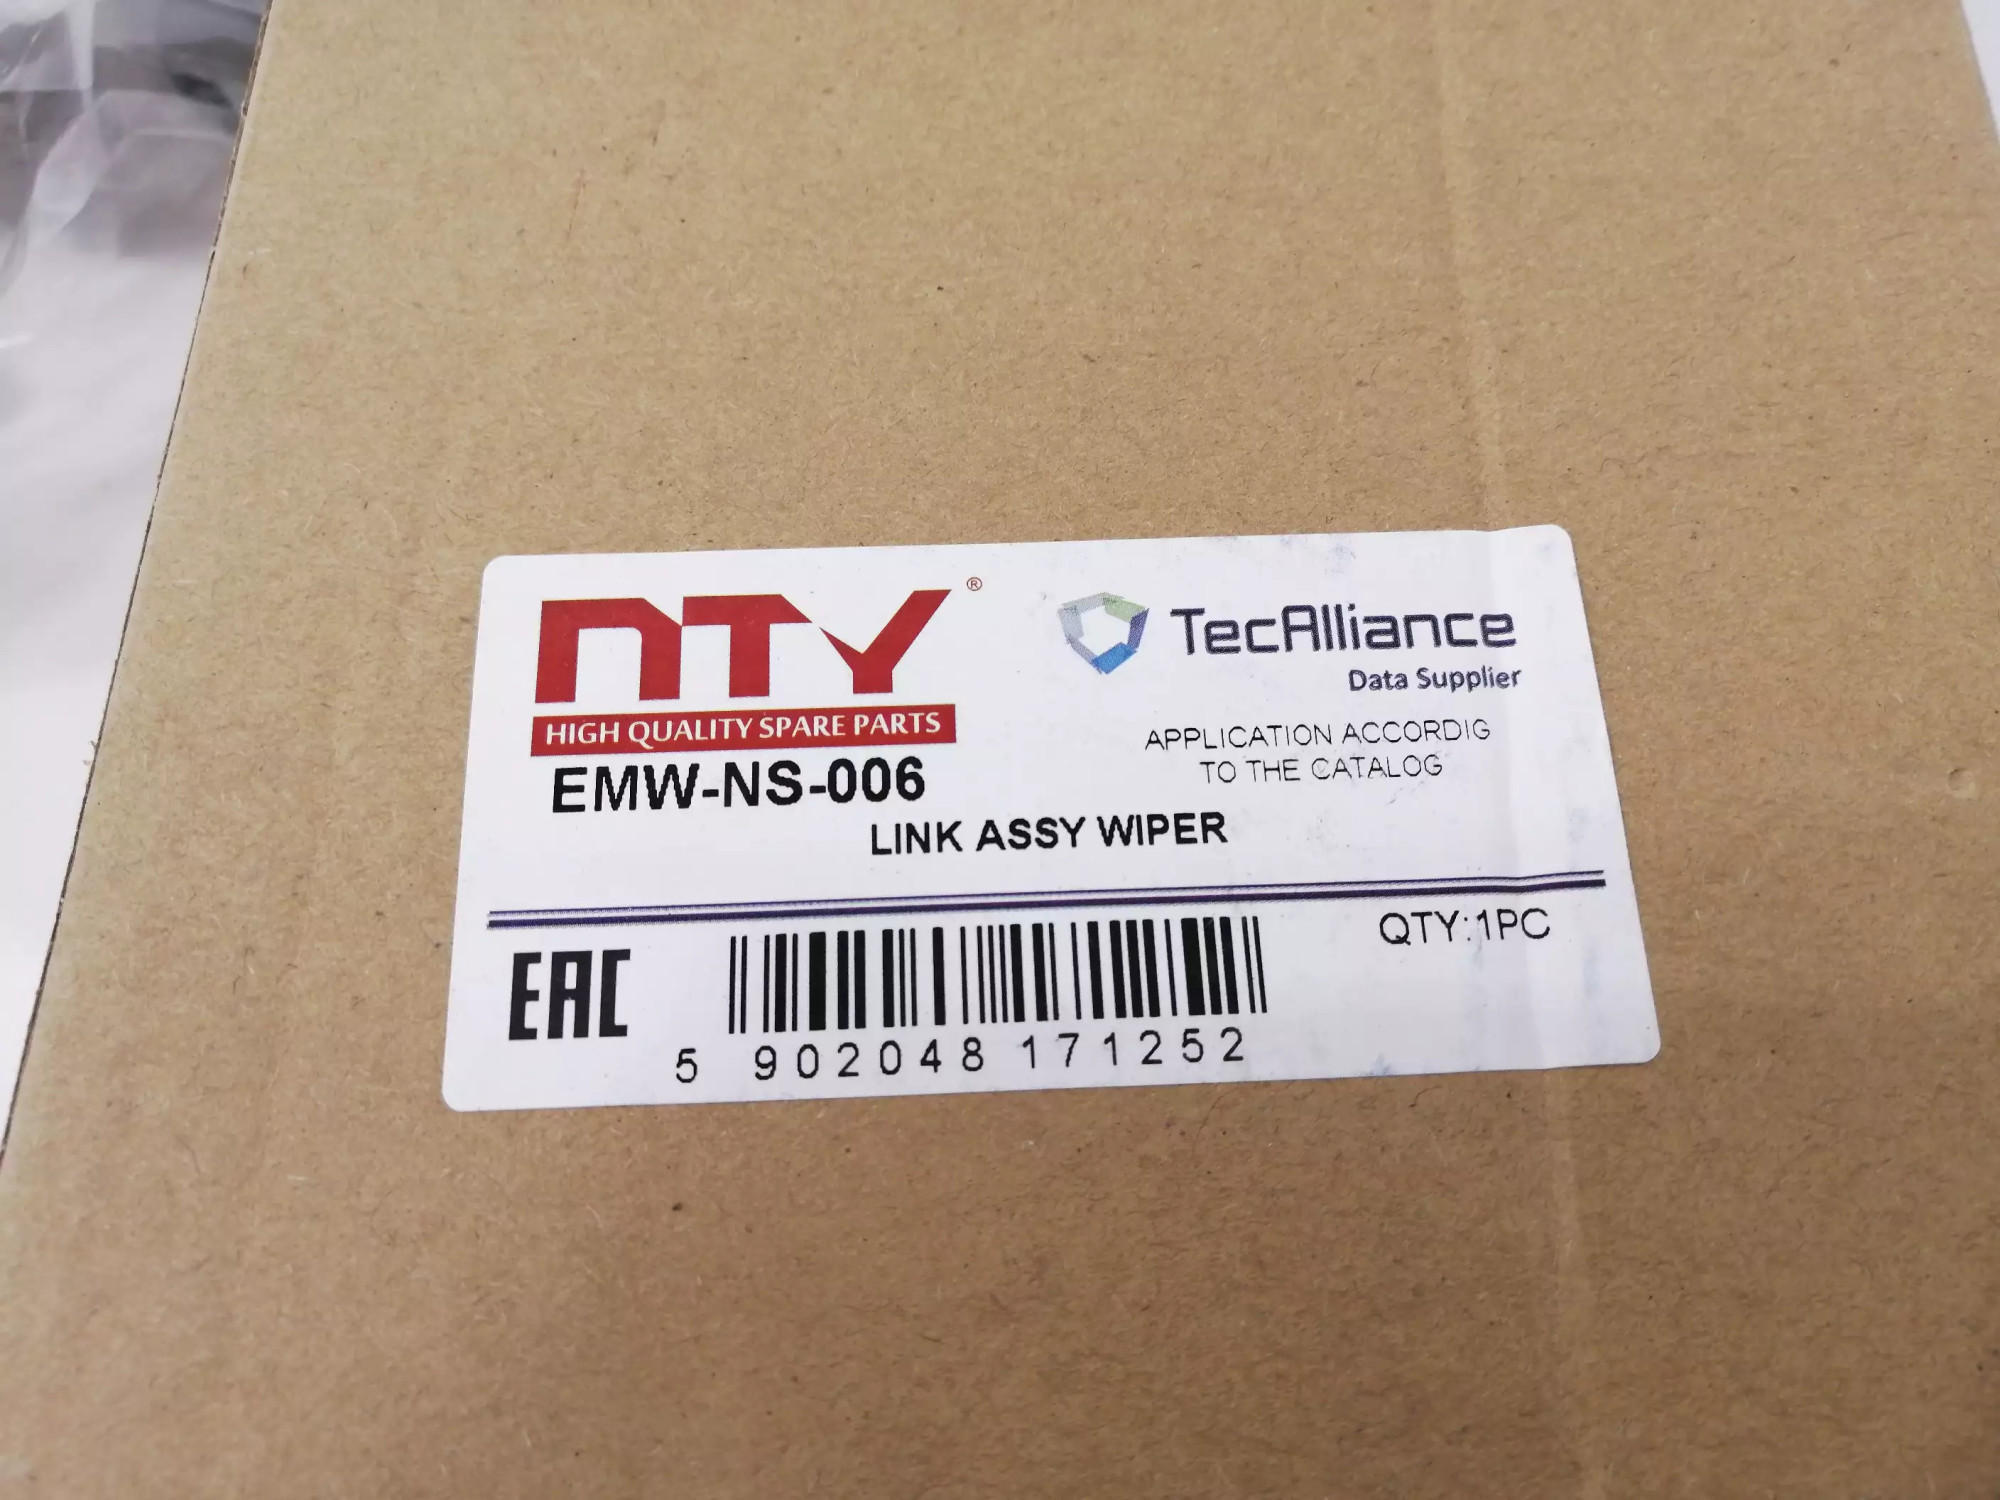 NTY ®
HIGH QUALITY SPARE PARTS
EMW-NS-006
TecAlliance
Data Supplier
APPLICATION ACCORDIG
TO THE CATALOG
LINK ASSY WIPER
EAC
QTY:1PC
5 902048 171252